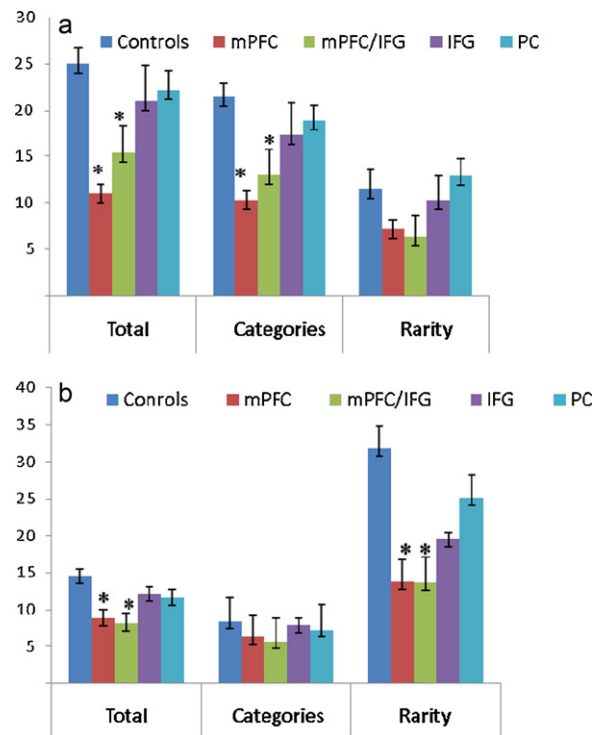 30
a
Controls mPFC mPFC/IFG IFG PC
25
20
15
10
5
* * * *
Total Categories Rarity
40
b
Conrols mPFC mPFC/IFG IFG PC
35
30
25
20
15
10
5
* * * *
Total Categories Rarity